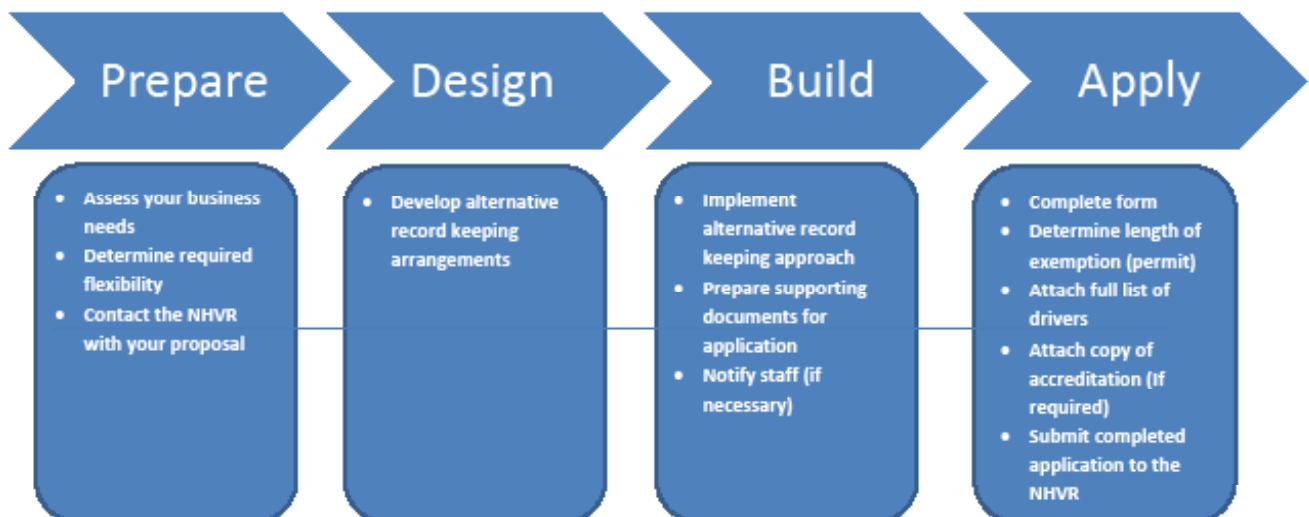 Prepare
Design
Build
Apply
• Assess your business
needs
• Determine required
flexibility
• Contact the NHVR
with your proposal
• Develop alternative
record keeping
arrangements
• Implement
alternative record
keeping approach
• Prepare supporting
documents for
application
• Notify staff (if
necessary)
• Complete form
• Determine length of
exemption (permit)
• Attach full list of
drivers
• Attach copy of
accreditation (If
required)
• Submit completed
application to the
NHVR